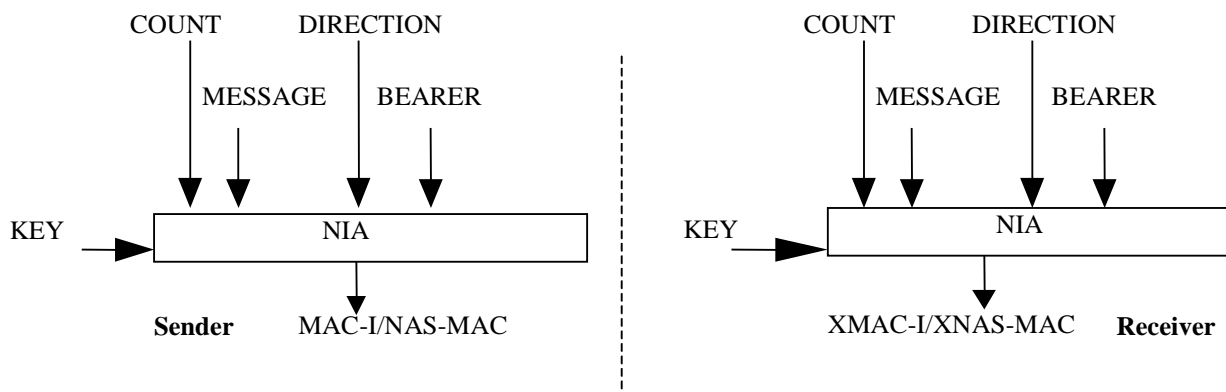 COUNT DIRECTION
MESSAGE BEARER
KEY NIA
Sender MAC-I/NAS-MAC
COUNT DIRECTION
MESSAGE BEARER
KEY NIA
XMAC-I/XNAS-MAC Receiver